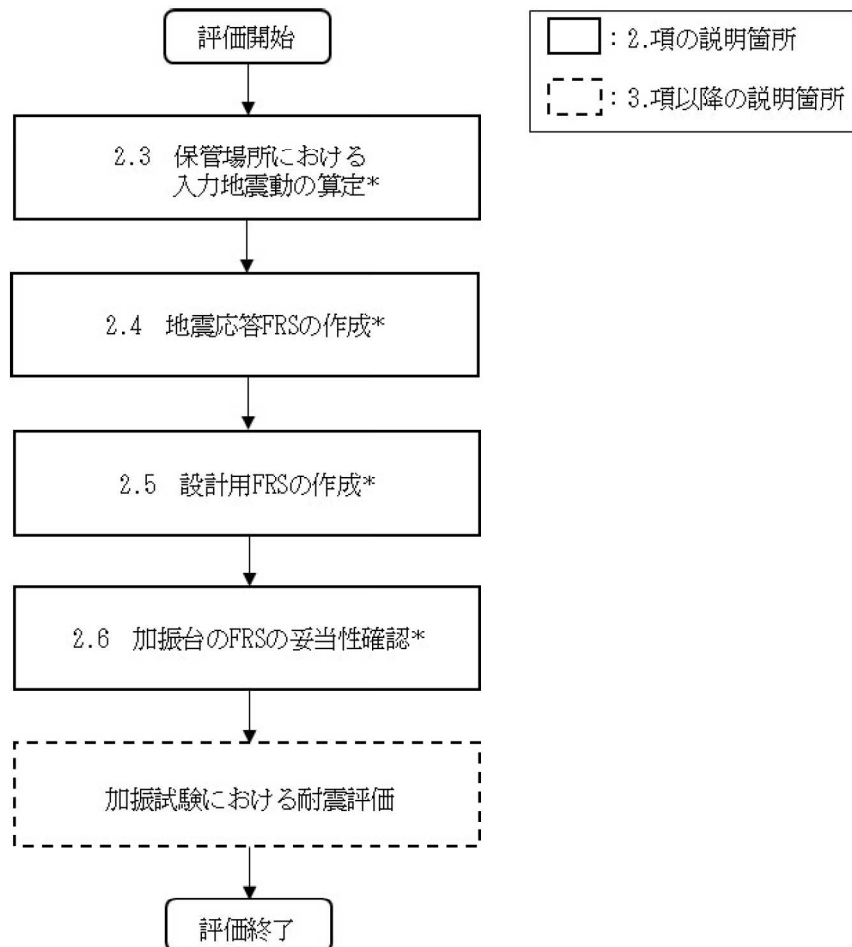 評価開始
:2.項の説明箇所
:3.項以降の説明箇所
2.3 保管場所における
入力地震動の算定*
2.4 地震応答FRSの作成*
2.5 設計用FRSの作成*
2.6 加振台のFRSの妥当性確認*
加振試験における耐震評価
評価終了